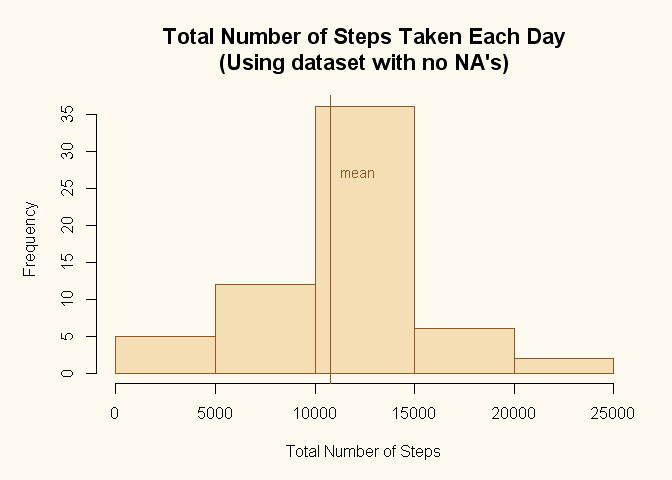 Total Number of Steps Taken Each Day
(Using dataset with no NA's)
35
30
25
20
15
10
5
0
Frequency
mean
0 5000 10000 15000 20000 25000
Total Number of Steps